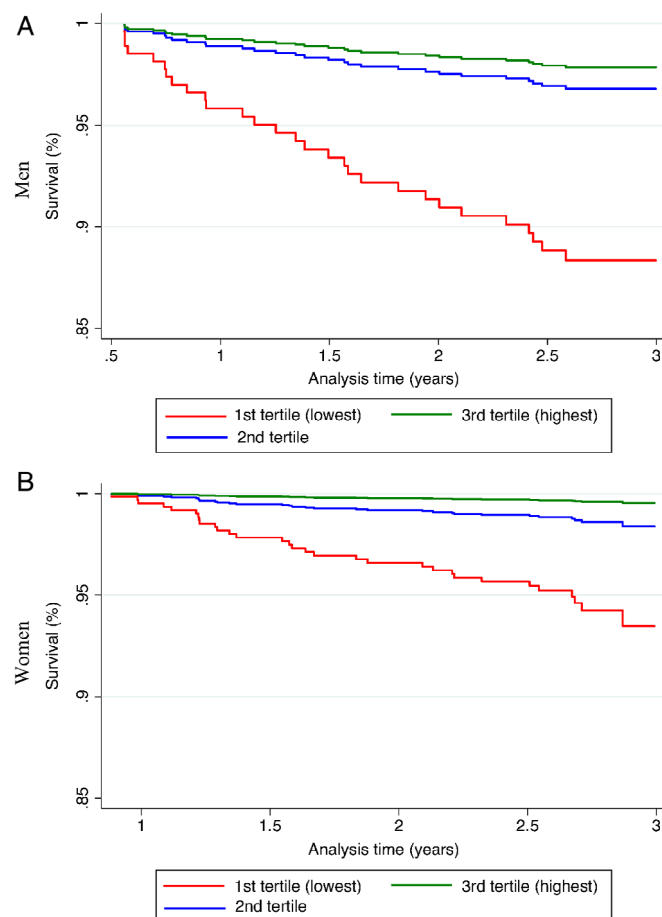 A
Men
Survival (%)
1
.95
.9
.85
.5 1 1.5 2 2.5 3
Analysis time (years)
1st tertile (lowest) 3rd tertile (highest)
2nd tertile
B
Women
Survival (%)
1
.95
.9
.85
1 1.5 2 2.5 3
Analysis time (years)
1st tertile (lowest) 3rd tertile (highest)
2nd tertile